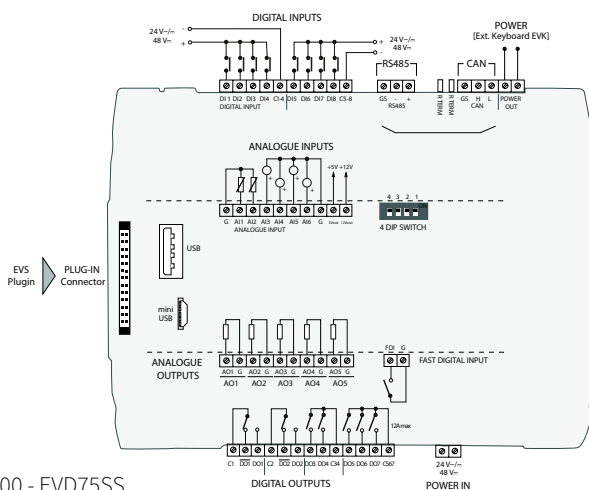 DIGITAL INPUTS
24 V~/⎓ -
48 V⎓ +
+ 24 V~/⎓
- 48 V⎓
POWER
[Ext. Keyboard EVK]
RS485
CAN
DI 1 DI2 DI3 DI4 C1-4 DI5 DI6 DI7 DI8 C5-8
DIGITAL INPUT
GS - +
RS485
R TERM
R TERM
GS H L
CAN
POWER
OUT
ANALOGUE INPUTS
+5V +12V
G AI1 AI2 AI3 AI4 AI5 AI6 G 5Vout 12Vout
ANALOGUE INPUT
4 3 2 1
ON
4 DIP SWITCH
USB
EVS
Plugin
PLUG-IN
Connector
mini
USB
ANALOGUE
OUTPUTS
AO1 G AO2 G AO3 G AO4 G AO5 G
AO1 AO2 AO3 AO4 AO5
FDI G
FAST DIGITAL INPUT
12A max
C1 DO1 DO1 C2 DO2 DO2 DO3 DO4 C34 DO5 DO6 DO7 C567
DIGITAL OUTPUTS
24 V~/⎓
48 V⎓
POWER IN
00 - EVD75SS